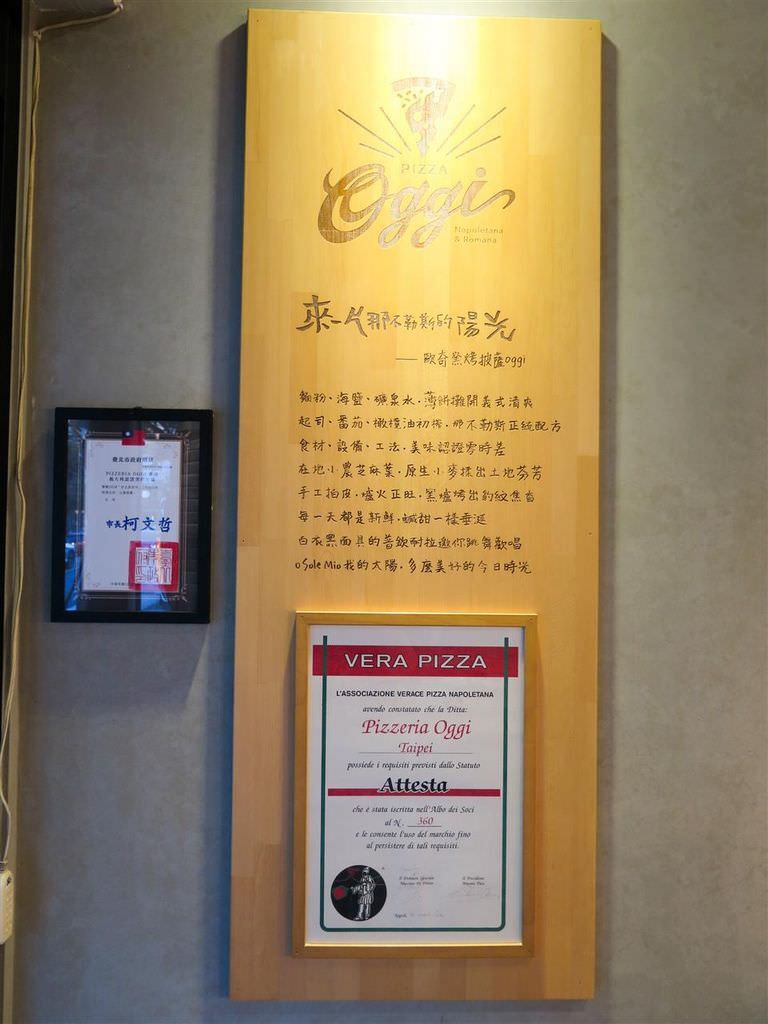 PIZZA
Oggi
Napoletana
& Romana
來一片那不勒斯的陽光
——歐奇窯烤披薩oggi
麵粉、海鹽、礦泉水,薄餅攤開義式清爽
起司、番茄、橄欖油初榨,那不勒斯正統配方
食材、設備、工法,美味認證零時差
在地小農芝麻葉,原生小麥揉出土地芬芳
手工拍皮,爐火正旺,窯爐烤出豹紋焦香
每一天都是新鮮,鹹甜一樣垂涎
白衣黑面具的普欽耐拉邀你跳舞歡唱
O Sole Mio 我的太陽,多麼美好的今日時光
臺北市政府
PIZZERIA OGGI
市長 柯文哲
VERA PIZZA
L'ASSOCIAZIONE VERACE PIZZA NAPOLETANA
avendo constatato che la Ditta:
Pizzeria Oggi
Taipei
possiede i requisiti previsti dallo Statuto
Attesta
che è stata iscritta nell'Albo dei Soci
al N. 360
e le consente l'uso del marchio fino
al persistere di tali requisiti.
Il Presidente
Napoli,